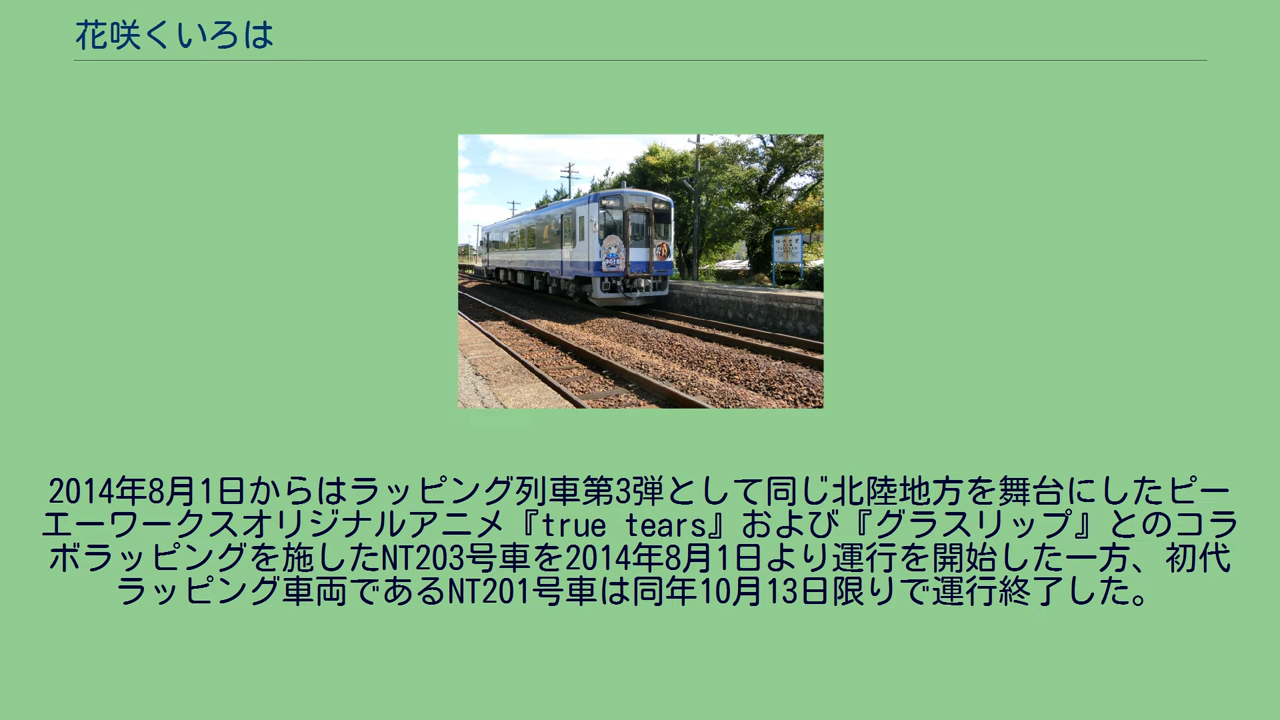 花咲くいろは
2014年8月1日からはラッピング列車第3弾として同じ北陸地方を舞台にしたピー
エーワークスオリジナルアニメ『true tears』および『グラスリップ』とのコラ
ボラッピングを施したNT203号車を2014年8月1日より運行を開始した一方、初代
ラッピング車両であるNT201号車は同年10月13日限りで運行終了した。